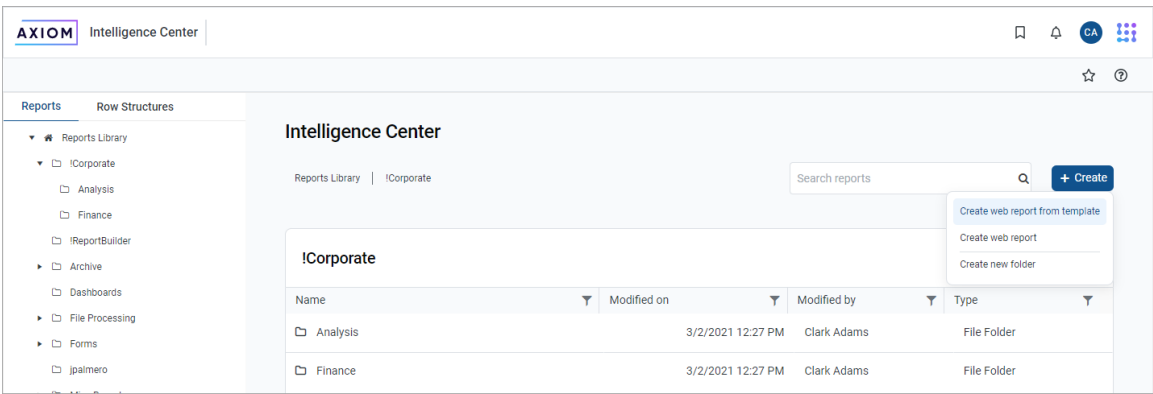 AXIOM Intelligence Center
CA
Reports Row Structures
Reports Library
!Corporate
Analysis
Finance
!ReportBuilder
Archive
Dashboards
File Processing
Forms
jpalmero
Intelligence Center
Reports Library | !Corporate
Search reports
+ Create
Create web report from template
Create web report
Create new folder
!Corporate
Name Modified on Modified by Type
Analysis 3/2/2021 12:27 PM Clark Adams File Folder
Finance 3/2/2021 12:27 PM Clark Adams File Folder